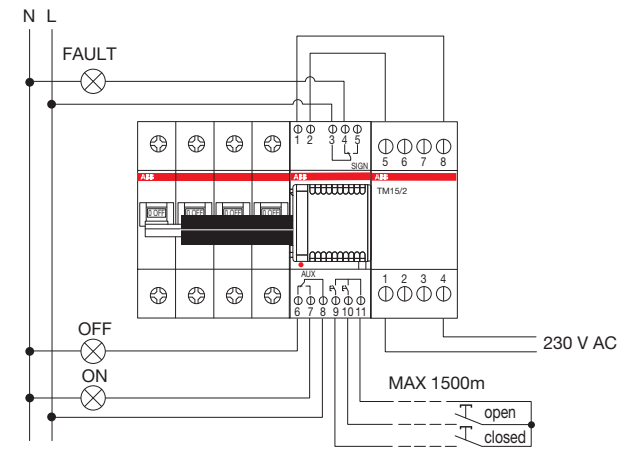 N L
FAULT
1 2 3 4 5
SIGN
5 6 7 8
ABB ABB ABB
TM15/2
0 OFF 0 OFF 0 OFF 0 OFF
AUX
6 7 8 9 10 11
1 2 3 4
OFF
230 V AC
ON
MAX 1500m
open
closed